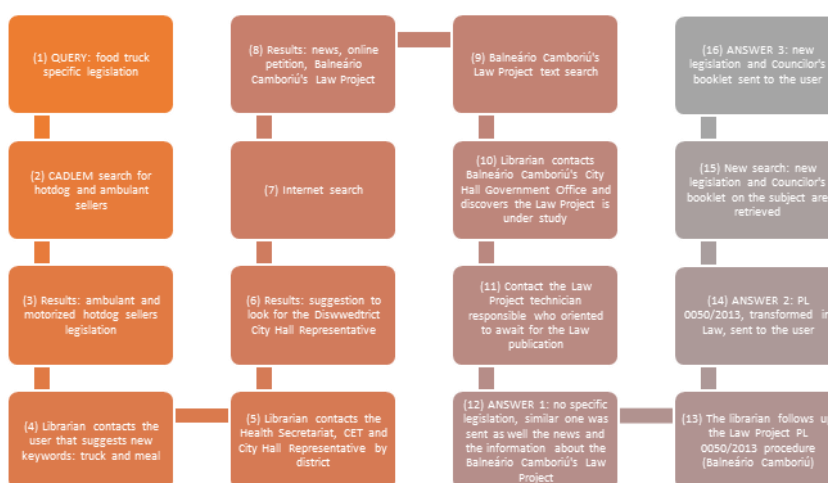 (1) QUERY: food truck
specific legislation
(2) CADLEM search for
hotdog and ambulant
sellers
(3) Results: ambulant and
motorized hotdog sellers
legislation
(4) Librarian contacts the
user that suggests new
keywords: truck and meal
(5) Librarian contacts the
Health Secretariat, CET and
City Hall Representative by
district
(6) Results: suggestion to
look for the Diswwedtrict
City Hall Representative
(7) Internet search
(8) Results: news, online
petition, Balneário
Camboriú's Law Project
(9) Balneário Camboriú's
Law Project text search
(10) Librarian contacts
Balneário Camboriú's City
Hall Government Office and
discovers the Law Project is
under study
(11) Contact the Law
Project technician
responsible who oriented
to await for the Law
publication
(12) ANSWER 1: no specific
legislation, similar one was
sent as well the news and
the information about the
Balneário Camboriú's Law
Project
(13) The librarian follows up
the Law Project PL
0050/2013 procedure
(Balneário Camboriú)
(14) ANSWER 2: PL
0050/2013, transformed in
Law, sent to the user
(15) New search: new
legislation and Councilor's
booklet on the subject are
retrieved
(16) ANSWER 3: new
legislation and Councilor's
booklet sent to the user